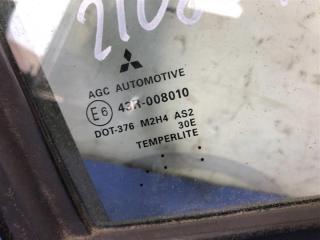 AGC AUTOMOTIVE
E6 43R-008010
DOT-376 M2H4 AS2
30E
TEMPERLITE